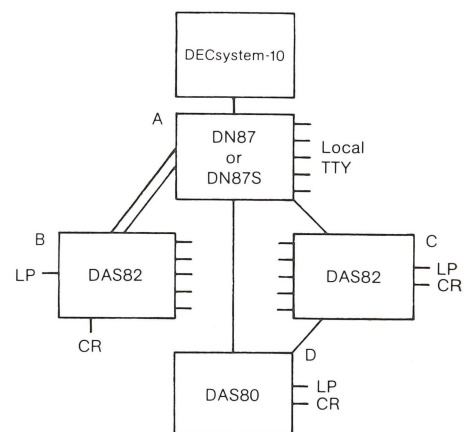 DECsystem-10
A
DN87
or
DN87S
Local
TTY
B
LP
DAS82
CR
C
DAS82
LP
CR
D
DAS80
LP
CR